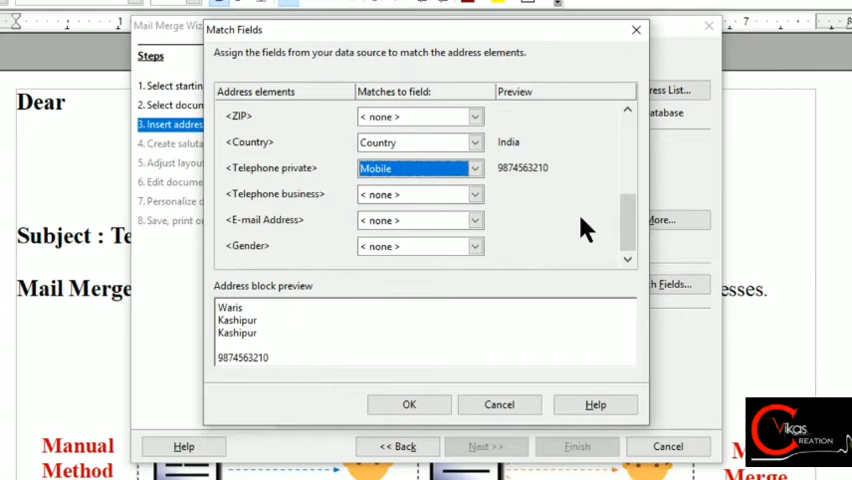 7
8
Mail Merge Wiz
Match Fields
Assign the fields from your data source to match the address elements.
Steps
1. Select startin
2. Select docun
3. Insert addres
4. Create saluta
5. Adjust layou
6. Edit docume
7. Personalize d
8. Save, print o
Address elements
Matches to field:
Preview
<ZIP>
< none >
<Country>
Country
India
<Telephone private>
Mobile
9874563210
<Telephone business>
< none >
<E-mail Address>
< none >
<Gender>
< none >
Address block preview
Waris
Kashipur
Kashipur
9874563210
OK
Cancel
Help
ress List...
atabase
More...
h Fields...
Help
<< Back
Next >>
Finish
Cancel
Dear
Subject : Te
Mail Merge
esses.
Manual
Method
M
Merge
Vikas
CREATION